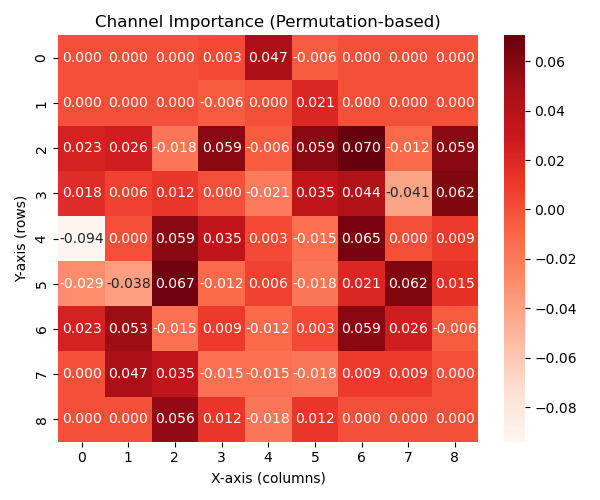 Channel Importance (Permutation-based)
0 0.000 0.000 0.000 0.003 0.047 -0.006 0.000 0.000 0.000
1 0.000 0.000 0.000 -0.006 0.000 0.021 0.000 0.000 0.000
2 0.023 0.026 -0.018 0.059 -0.006 0.059 0.070 -0.012 0.059
3 0.018 0.006 0.012 0.000 -0.021 0.035 0.044 -0.041 0.062
4 -0.094 0.000 0.059 0.035 0.003 -0.015 0.065 0.000 0.009
5 -0.029 -0.038 0.067 -0.012 0.006 -0.018 0.021 0.062 0.015
6 0.023 0.053 -0.015 0.009 -0.012 0.003 0.059 0.026 -0.006
7 0.000 0.047 0.035 -0.015 -0.015 -0.018 0.009 0.009 0.000
8 0.000 0.000 0.056 0.012 -0.018 0.012 0.000 0.000 0.000
0 1 2 3 4 5 6 7 8
X-axis (columns)
Y-axis (rows)
0.06
0.04
0.02
0.00
−0.02
−0.04
−0.06
−0.08